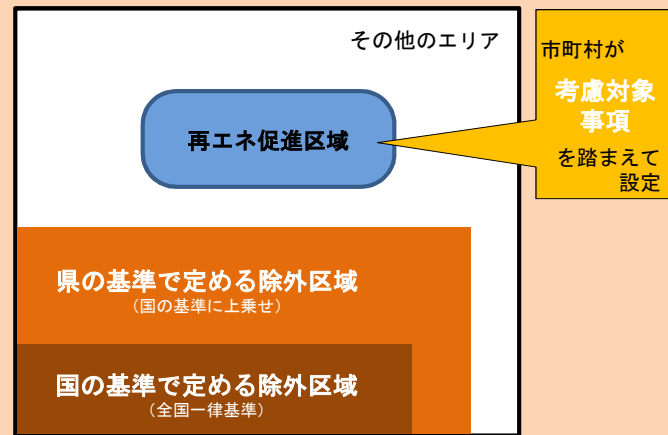 その他のエリア
再エネ促進区域
市町村が
考慮対象
事項
を踏まえて
設定
県の基準で定める除外区域
（国の基準に上乗せ）
国の基準で定める除外区域
（全国一律基準）